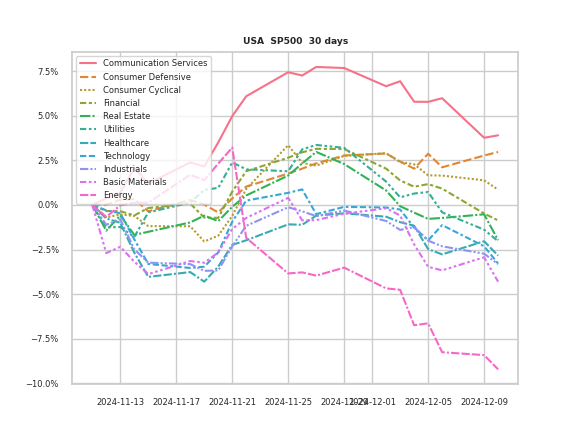 USA SP500 30 days
7.5%
5.0%
2.5%
0.0%
−2.5%
−5.0%
−7.5%
−10.0%
Communication Services
Consumer Defensive
Consumer Cyclical
Financial
Real Estate
Utilities
Healthcare
Technology
Industrials
Basic Materials
Energy
2024-11-13
2024-11-17
2024-11-21
2024-11-25
2024-11-29
2024-12-01
2024-12-05
2024-12-09